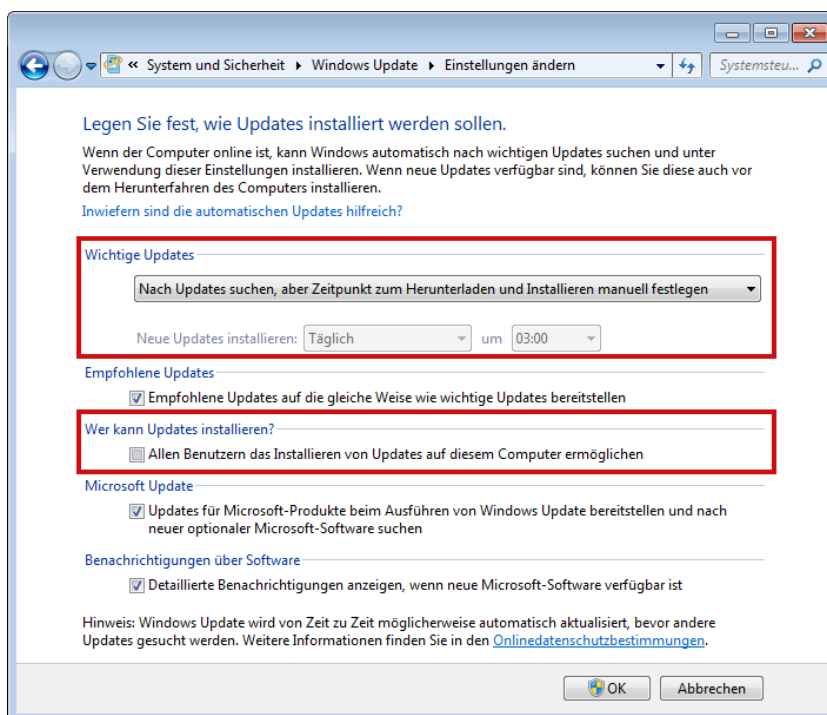 « System und Sicherheit ▸ Windows Update ▸ Einstellungen ändern
Systemsteu...
Legen Sie fest, wie Updates installiert werden sollen.
Wenn der Computer online ist, kann Windows automatisch nach wichtigen Updates suchen und unter
Verwendung dieser Einstellungen installieren. Wenn neue Updates verfügbar sind, können Sie diese auch vor
dem Herunterfahren des Computers installieren.
Inwiefern sind die automatischen Updates hilfreich?
Wichtige Updates
Nach Updates suchen, aber Zeitpunkt zum Herunterladen und Installieren manuell festlegen
Neue Updates installieren: Täglich um 03:00
Empfohlene Updates
Empfohlene Updates auf die gleiche Weise wie wichtige Updates bereitstellen
Wer kann Updates installieren?
Allen Benutzern das Installieren von Updates auf diesem Computer ermöglichen
Microsoft Update
Updates für Microsoft-Produkte beim Ausführen von Windows Update bereitstellen und nach
neuer optionaler Microsoft-Software suchen
Benachrichtigungen über Software
Detaillierte Benachrichtigungen anzeigen, wenn neue Microsoft-Software verfügbar ist
Hinweis: Windows Update wird von Zeit zu Zeit möglicherweise automatisch aktualisiert, bevor andere
Updates gesucht werden. Weitere Informationen finden Sie in den Onlinedatenschutzbestimmungen.
OK
Abbrechen